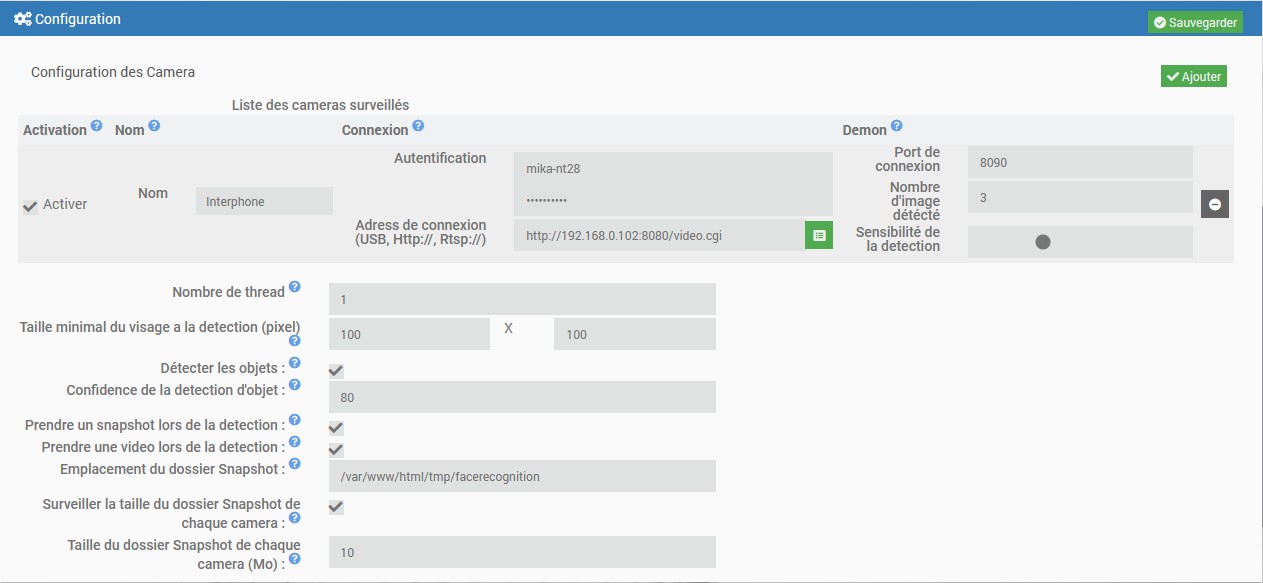 Configuration
Sauvegarder
Configuration des Camera
Ajouter
Liste des cameras surveillés
Activation ? Nom ? Connexion ? Demon ?
Activer
Nom
Interphone
Autentification
mika-nt28
••••••••••
Adress de connexion
(USB, Http://, Rtsp://)
http://192.168.0.102:8080/video.cgi
Port de
connexion
8090
Nombre
d'image
détécté
3
Sensibilité de
la detection
Nombre de thread ?
1
Taille minimal du visage a la detection (pixel)
?
100 X 100
Détecter les objets : ?
Confidence de la detection d'objet : ?
80
Prendre un snapshot lors de la detection : ?
Prendre une video lors de la detection : ?
Emplacement du dossier Snapshot : ?
/var/www/html/tmp/facerecognition
Surveiller la taille du dossier Snapshot de
chaque camera : ?
Taille du dossier Snapshot de chaque
camera (Mo) : ?
10